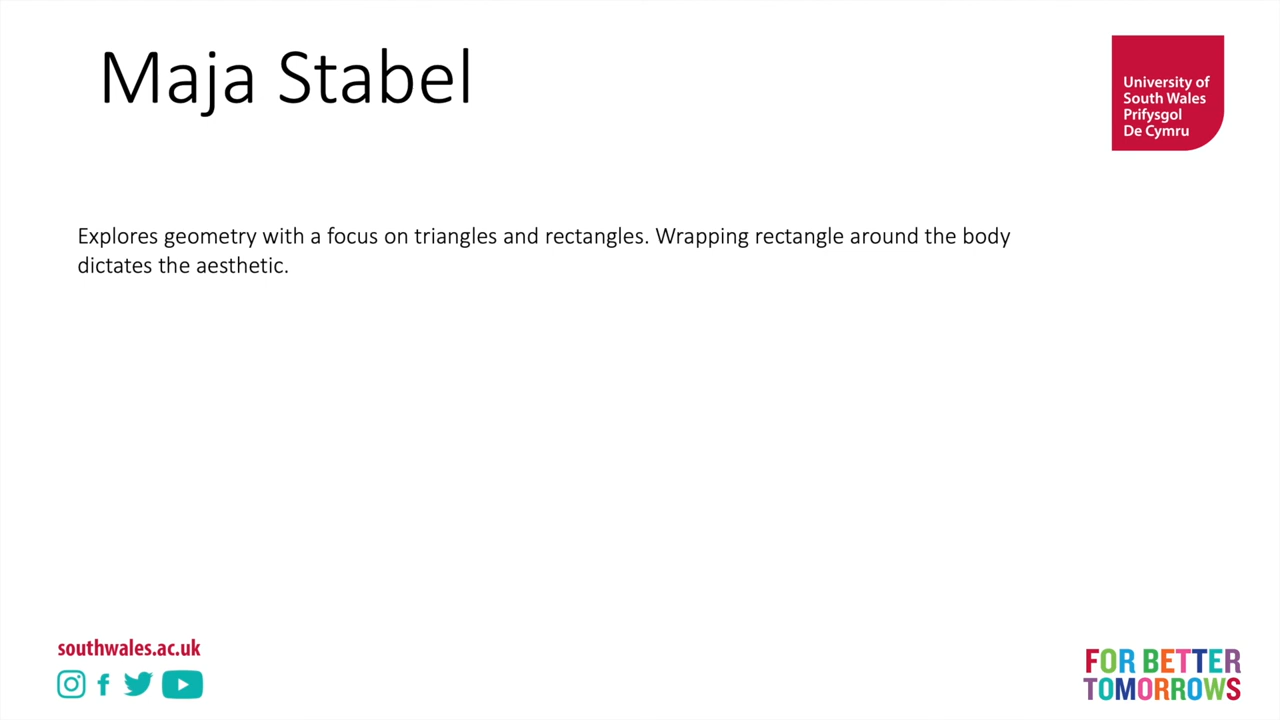 Maja Stabel
University of
South Wales
Prifysgol
De Cymru
Explores geometry with a focus on triangles and rectangles. Wrapping rectangle around the body
dictates the aesthetic.
southwales.ac.uk
FOR BETTER
TOMORROWS